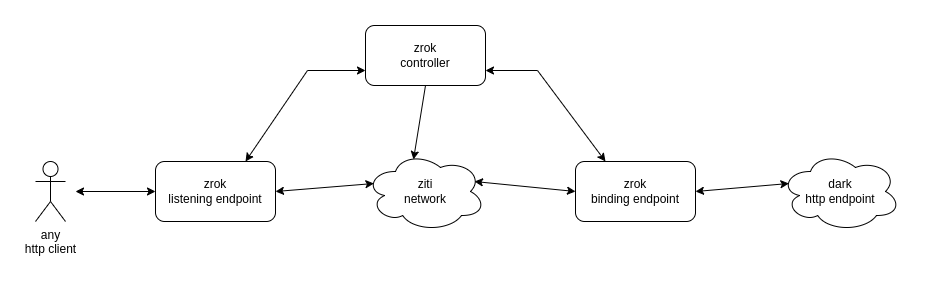 zrok
controller
zrok
listening endpoint
ziti
network
zrok
binding endpoint
dark
http endpoint
any
http client